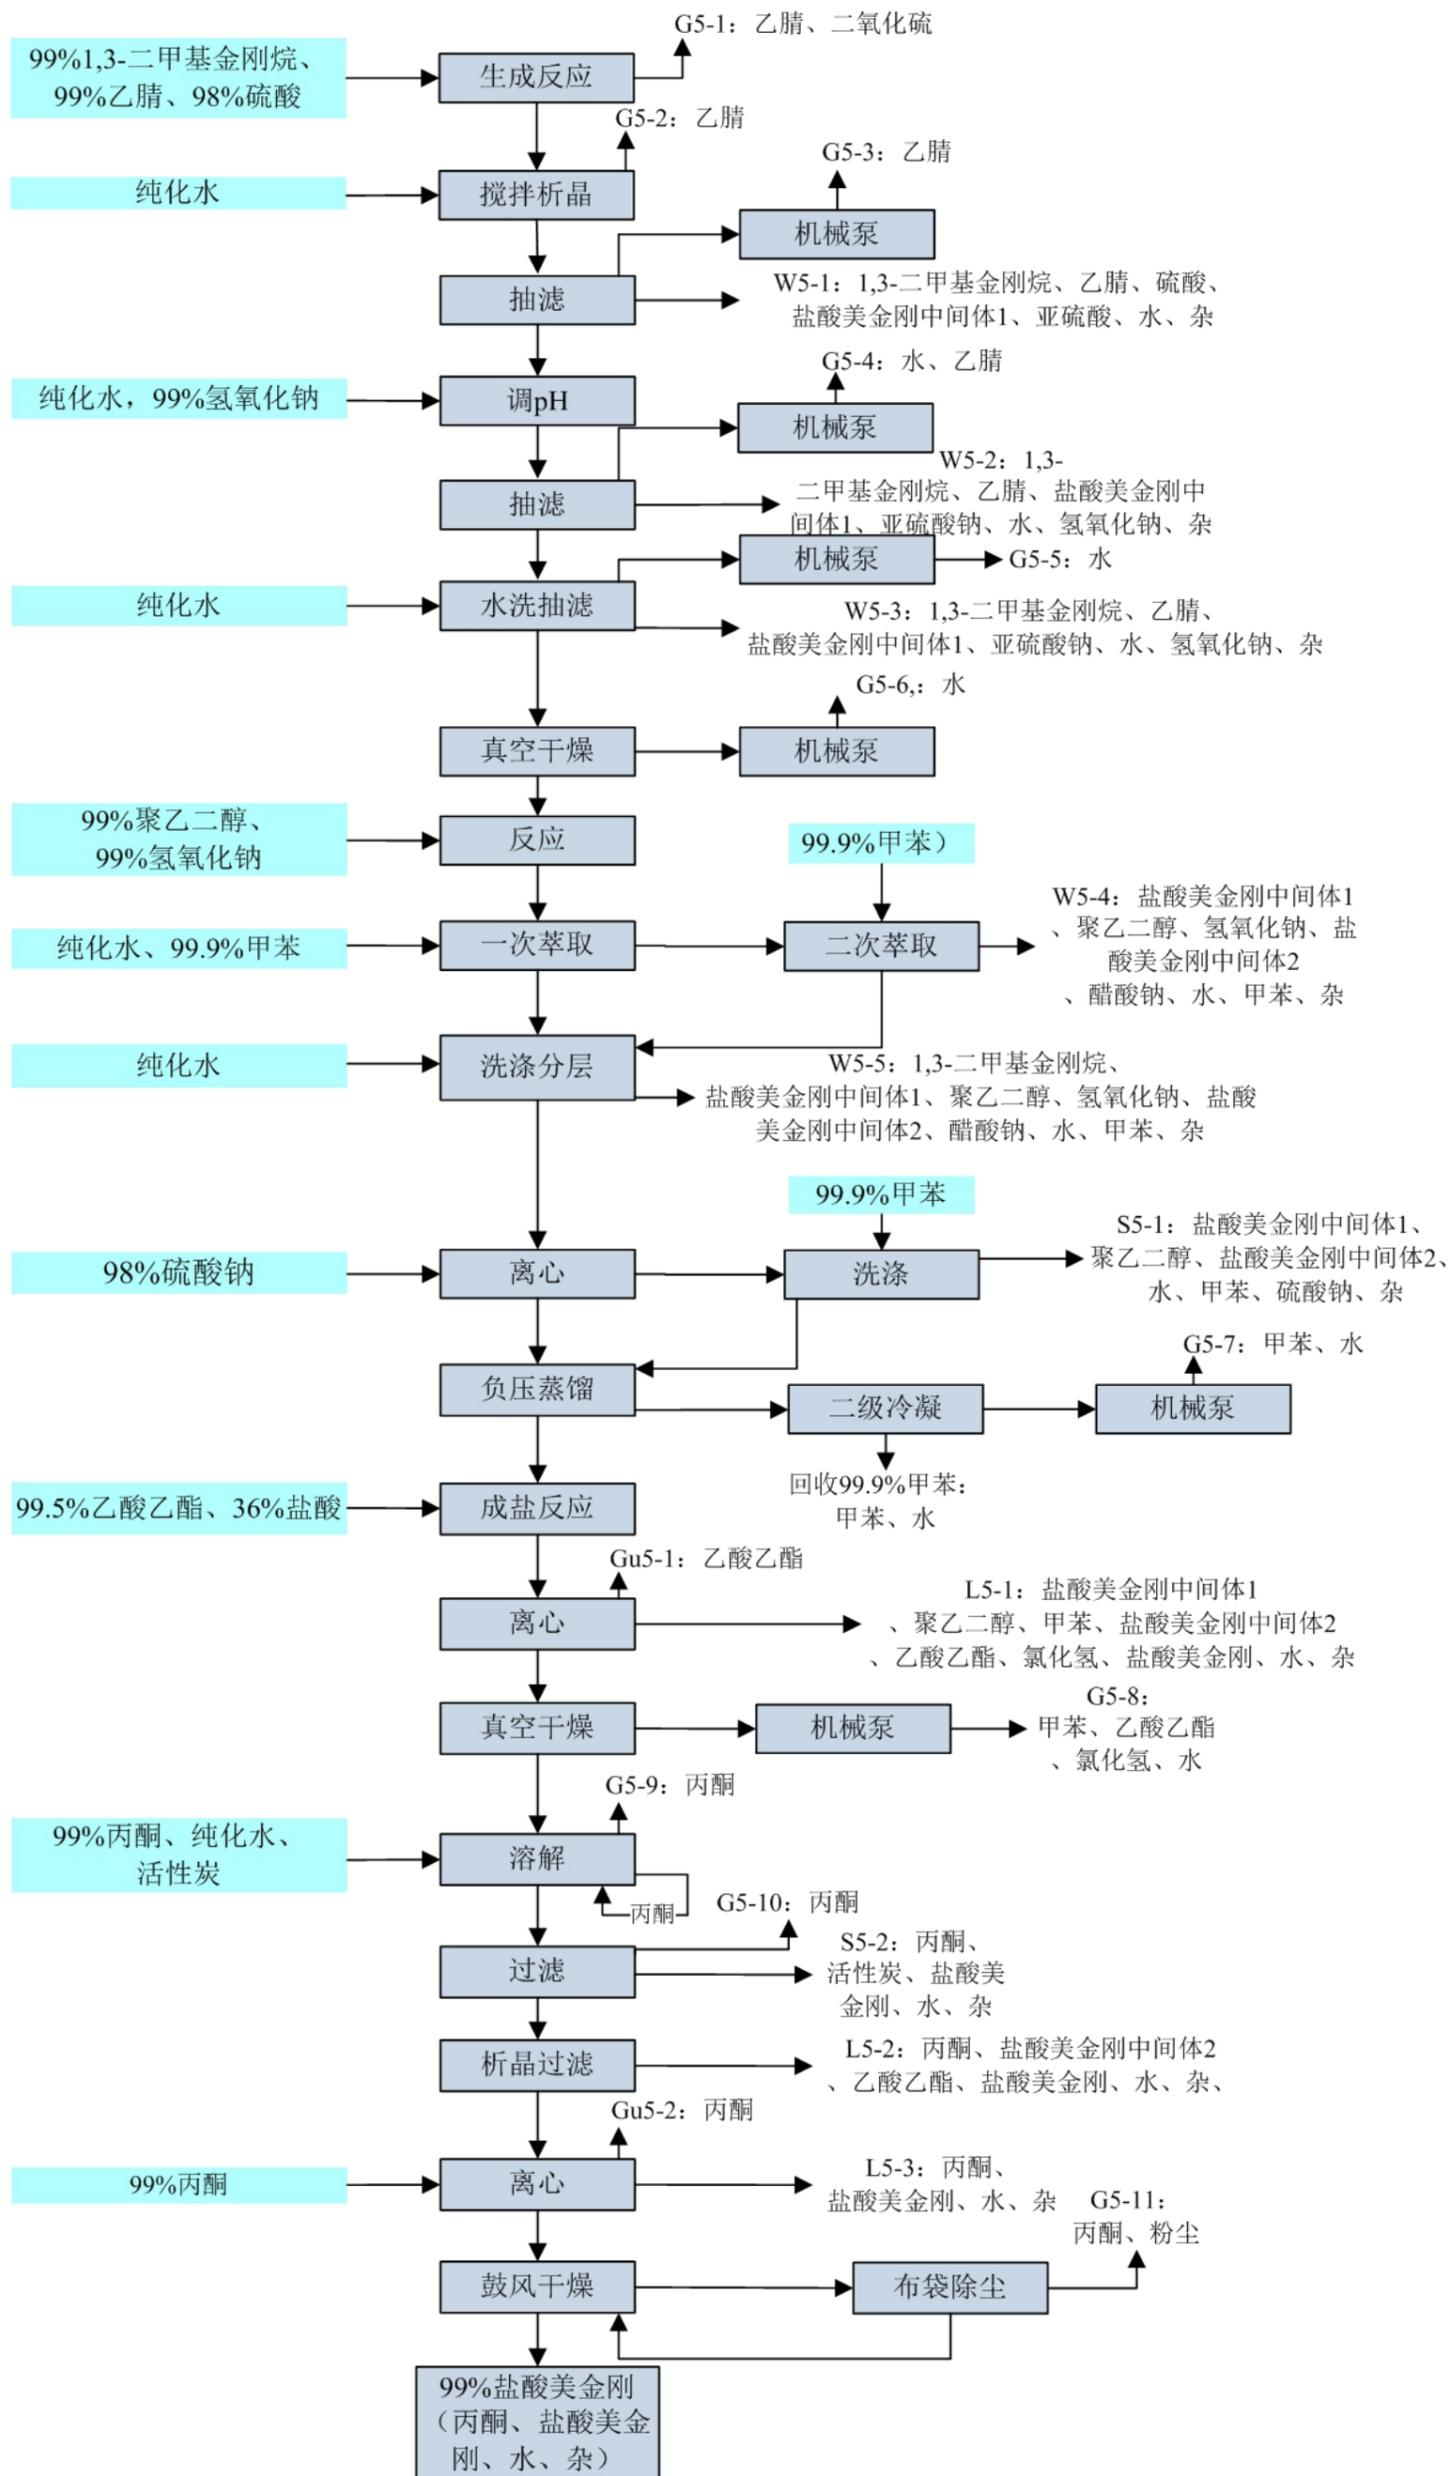 G5-1：乙腈、二氧化硫
99%1,3-二甲基金刚烷、
99%乙腈、98%硫酸
生成反应
G5-2：乙腈
G5-3：乙腈
纯化水
搅拌析晶
机械泵
抽滤
W5-1：1,3-二甲基金刚烷、乙腈、硫酸、
盐酸美金刚中间体1、亚硫酸、水、杂
G5-4：水、乙腈
纯化水，99%氢氧化钠
调pH
机械泵
W5-2：1,3-
二甲基金刚烷、乙腈、盐酸美金刚中
间体1、亚硫酸钠、水、氢氧化钠、杂
抽滤
机械泵
G5-5：水
纯化水
水洗抽滤
W5-3：1,3-二甲基金刚烷、乙腈、
盐酸美金刚中间体1、亚硫酸钠、水、氢氧化钠、杂
G5-6,：水
真空干燥
机械泵
99%聚乙二醇、
99%氢氧化钠
反应
99.9%甲苯）
纯化水、99.9%甲苯
一次萃取
二次萃取
W5-4：盐酸美金刚中间体1
、聚乙二醇、氢氧化钠、盐
酸美金刚中间体2
、醋酸钠、水、甲苯、杂
纯化水
洗涤分层
W5-5：1,3-二甲基金刚烷、
盐酸美金刚中间体1、聚乙二醇、氢氧化钠、盐酸
美金刚中间体2、醋酸钠、水、甲苯、杂
99.9%甲苯
98%硫酸钠
离心
洗涤
S5-1：盐酸美金刚中间体1、
聚乙二醇、盐酸美金刚中间体2、
水、甲苯、硫酸钠、杂
G5-7：甲苯、水
负压蒸馏
二级冷凝
机械泵
回收99.9%甲苯：
甲苯、水
99.5%乙酸乙酯、36%盐酸
成盐反应
Gu5-1：乙酸乙酯
离心
L5-1：盐酸美金刚中间体1
、聚乙二醇、甲苯、盐酸美金刚中间体2
、乙酸乙酯、氯化氢、盐酸美金刚、水、杂
真空干燥
机械泵
G5-8：
甲苯、乙酸乙酯
、氯化氢、水
G5-9：丙酮
99%丙酮、纯化水、
活性炭
溶解
丙酮
G5-10：丙酮
过滤
S5-2：丙酮、
活性炭、盐酸美
金刚、水、杂
析晶过滤
L5-2：丙酮、盐酸美金刚中间体2
、乙酸乙酯、盐酸美金刚、水、杂、
Gu5-2：丙酮
99%丙酮
离心
L5-3：丙酮、
盐酸美金刚、水、杂
G5-11：
丙酮、粉尘
鼓风干燥
布袋除尘
99%盐酸美金刚
（丙酮、盐酸美金
刚、水、杂）